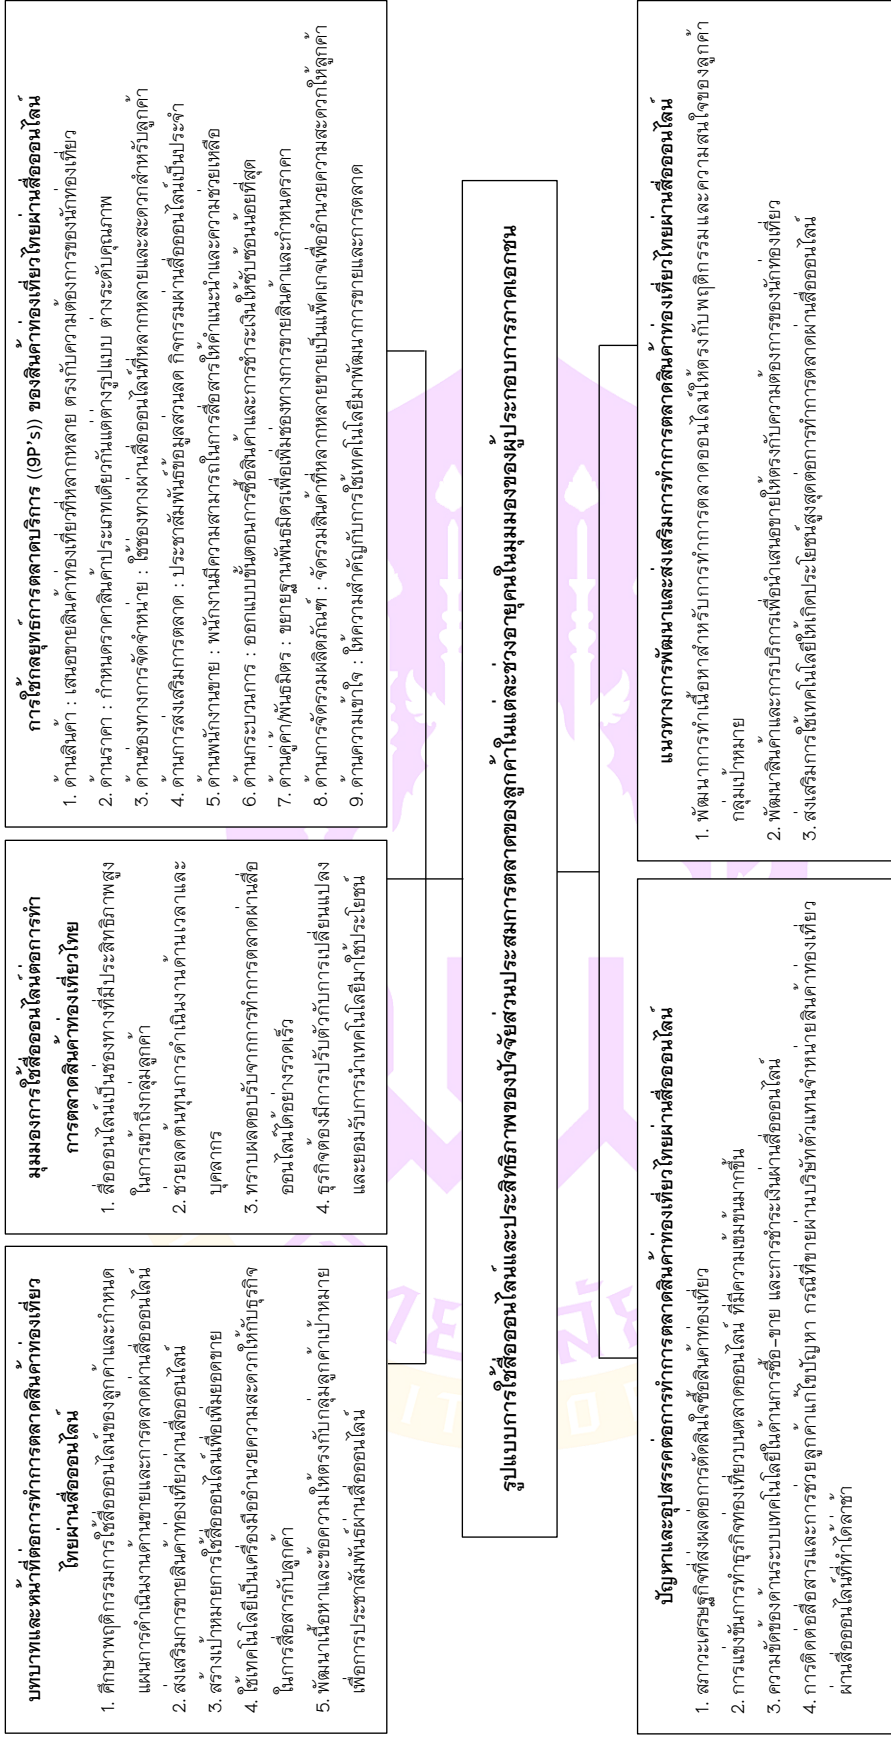 บทบาทและหน้าที่ต่อการทำการตลาดสินค้าท่องเที่ยว
ไทยผ่านสื่อออนไลน์
1. ศึกษาพฤติกรรมการใช้สื่อออนไลน์ของลูกค้าและกำหนด
แผนการดำเนินงานด้านขายและการตลาดผ่านสื่อออนไลน์
2. ส่งเสริมการขายสินค้าท่องเที่ยวผ่านสื่อออนไลน์
3. สร้างเป้าหมายการใช้สื่อออนไลน์เพื่อเพิ่มยอดขาย
4. ใช้เทคโนโลยีเป็นเครื่องมืออำนวยความสะดวกให้กับธุรกิจ
ในการสื่อสารกับลูกค้า
5. พัฒนาเนื้อหาและข้อความให้ตรงกับกลุ่มลูกค้าเป้าหมาย
เพื่อการประชาสัมพันธ์ผ่านสื่อออนไลน์
มุมมองการใช้สื่อออนไลน์ต่อการทำ
การตลาดสินค้าท่องเที่ยวไทย
1. สื่อออนไลน์เป็นช่องทางที่มีประสิทธิภาพสูง
ในการเข้าถึงกลุ่มลูกค้า
2. ช่วยลดต้นทุนการดำเนินงานด้านเวลาและ
บุคลากร
3. ทราบผลตอบรับจากการทำการตลาดผ่านสื่อ
ออนไลน์ได้อย่างรวดเร็ว
4. ธุรกิจต้องมีการปรับตัวกับการเปลี่ยนแปลง
และยอมรับการนำเทคโนโลยีมาใช้ประโยชน์
การใช้กลยุทธ์การตลาดบริการ ((9P's)) ของสินค้าท่องเที่ยวไทยผ่านสื่อออนไลน์
1. ด้านสินค้า : เสนอขายสินค้าท่องเที่ยวที่หลากหลาย ตรงกับความต้องการของนักท่องเที่ยว
2. ด้านราคา : กำหนดราคาสินค้าประเภทเดียวกันแต่ต่างรูปแบบ ต่างระดับคุณภาพ
3. ด้านช่องทางการจัดจำหน่าย : ใช้ช่องทางผ่านสื่อออนไลน์ที่หลากหลายและสะดวกสำหรับลูกค้า
4. ด้านการส่งเสริมการตลาด : ประชาสัมพันธ์ข้อมูลส่วนลด กิจกรรมผ่านสื่อออนไลน์เป็นประจำ
5. ด้านพนักงานขาย : พนักงานมีความสามารถในการสื่อสารให้คำแนะนำและความช่วยเหลือ
6. ด้านกระบวนการ : ออกแบบขั้นตอนการซื้อสินค้าและการชำระเงินให้ซับซ้อนน้อยที่สุด
7. ด้านคู่ค้า/พันธมิตร : ขยายฐานพันธมิตรเพื่อเพิ่มช่องทางการขายสินค้าและกำหนดราคา
8. ด้านการจัดรวมผลิตภัณฑ์ : จัดรวมสินค้าที่หลากหลายขายเป็นแพ็คเกจเพื่ออำนวยความสะดวกให้ลูกค้า
9. ด้านความเข้าใจ : ให้ความสำคัญกับการใช้เทคโนโลยีมาพัฒนาการขายและการตลาด
รูปแบบการใช้สื่อออนไลน์และประสิทธิภาพของปัจจัยส่วนประสมการตลาดของลูกค้าในแต่ละช่วงอายุคนในมุมมองของผู้ประกอบการภาคเอกชน
ปัญหาและอุปสรรคต่อการทำการตลาดสินค้าท่องเที่ยวไทยผ่านสื่อออนไลน์
1. สภาวะเศรษฐกิจที่ส่งผลต่อการตัดสินใจซื้อสินค้าท่องเที่ยว
2. การแข่งขันการทำธุรกิจท่องเที่ยวบนตลาดออนไลน์ ที่มีความเข้มข้นมากขึ้น
3. ความขัดข้องด้านระบบเทคโนโลยีในด้านการซื้อ-ขาย และการชำระเงินผ่านสื่อออนไลน์
4. การติดต่อสื่อสารและการช่วยลูกค้าแก้ไขปัญหา กรณีที่ขายผ่านบริษัทตัวแทนจำหน่ายสินค้าท่องเที่ยว
ผ่านสื่อออนไลน์ที่ทำได้ล่าช้า
แนวทางการพัฒนาและส่งเสริมการทำการตลาดสินค้าท่องเที่ยวไทยผ่านสื่อออนไลน์
1. พัฒนาการทำเนื้อหาสำหรับการทำการตลาดออนไลน์ให้ตรงกับพฤติกรรมและความสนใจของลูกค้า
กลุ่มเป้าหมาย
2. พัฒนาสินค้าและการบริการเพื่อนำเสนอขายให้ตรงกับความต้องการของนักท่องเที่ยว
3. ส่งเสริมการใช้เทคโนโลยีให้เกิดประโยชน์สูงสุดต่อการทำการตลาดผ่านสื่อออนไลน์